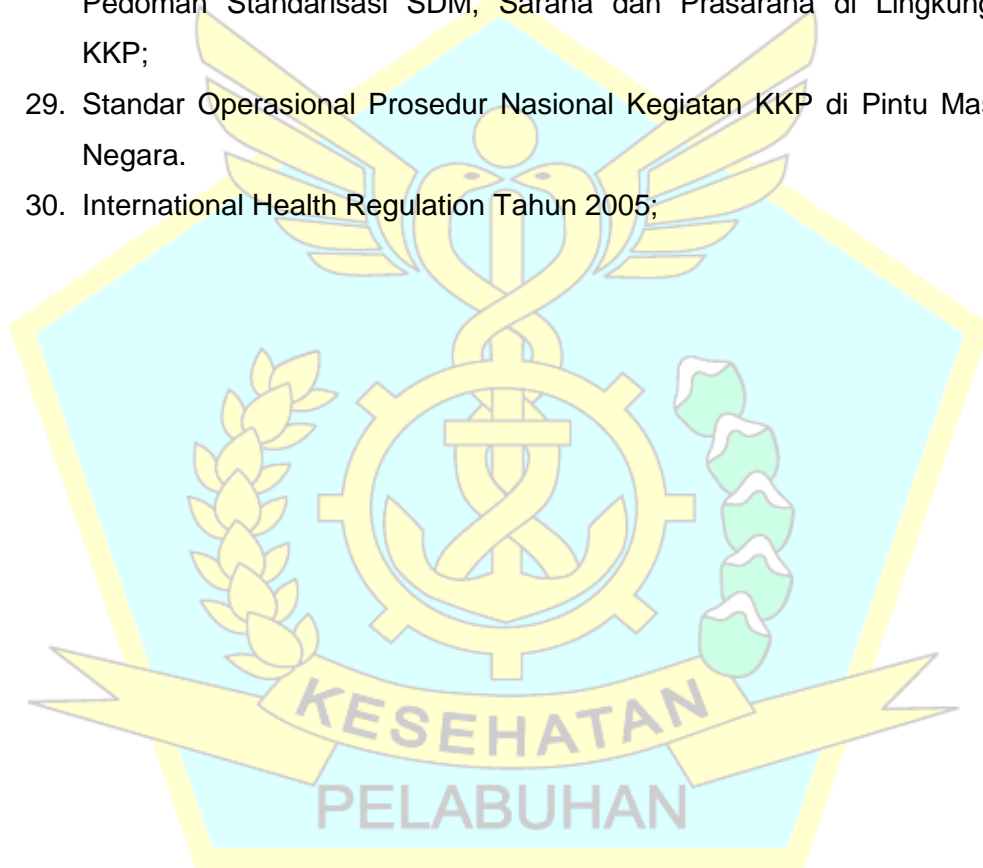 Pedoman Standarisasi SDM, Sarana dan Prasarana di Lingkung
KKP;
29. Standar Operasional Prosedur Nasional Kegiatan KKP di Pintu Mas
Negara.
30. International Health Regulation Tahun 2005;
KESEHATAN
PELABUHAN